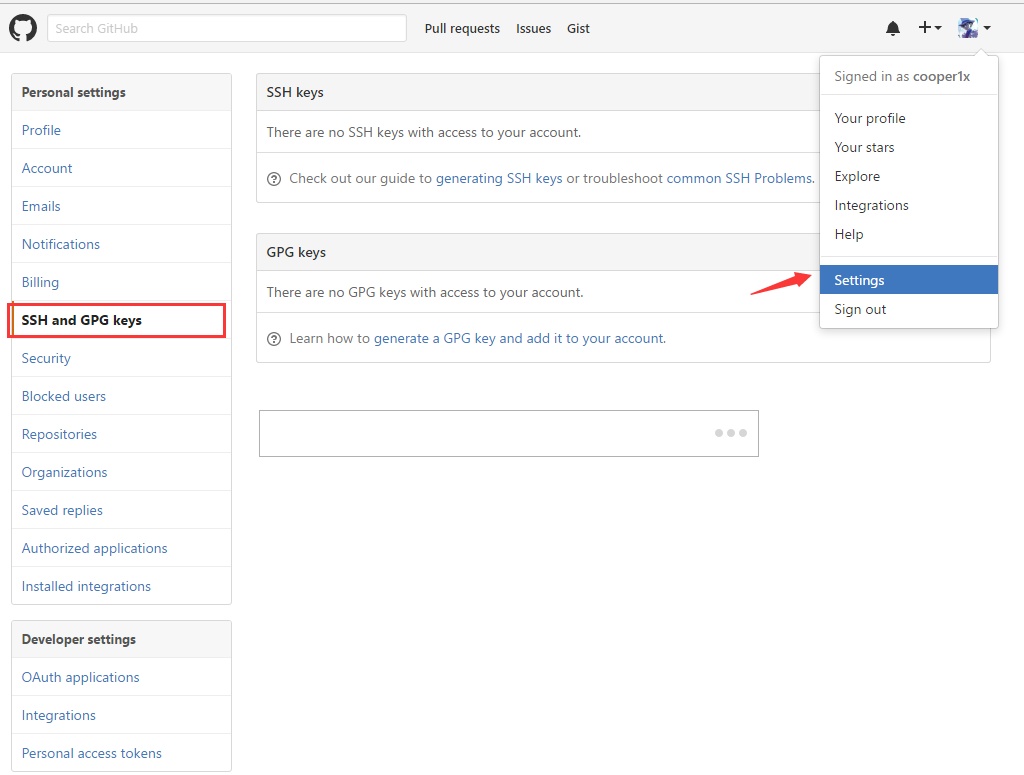 Search GitHub
Pull requests
Issues
Gist
Signed in as cooper1x
Your profile
Your stars
Explore
Integrations
Help
Settings
Sign out
Personal settings
Profile
Account
Emails
Notifications
Billing
SSH and GPG keys
Security
Blocked users
Repositories
Organizations
Saved replies
Authorized applications
Installed integrations
Developer settings
OAuth applications
Integrations
Personal access tokens
SSH keys
There are no SSH keys with access to your account.
Check out our guide to generating SSH keys or troubleshoot common SSH Problems.
GPG keys
There are no GPG keys with access to your account.
Learn how to generate a GPG key and add it to your account.